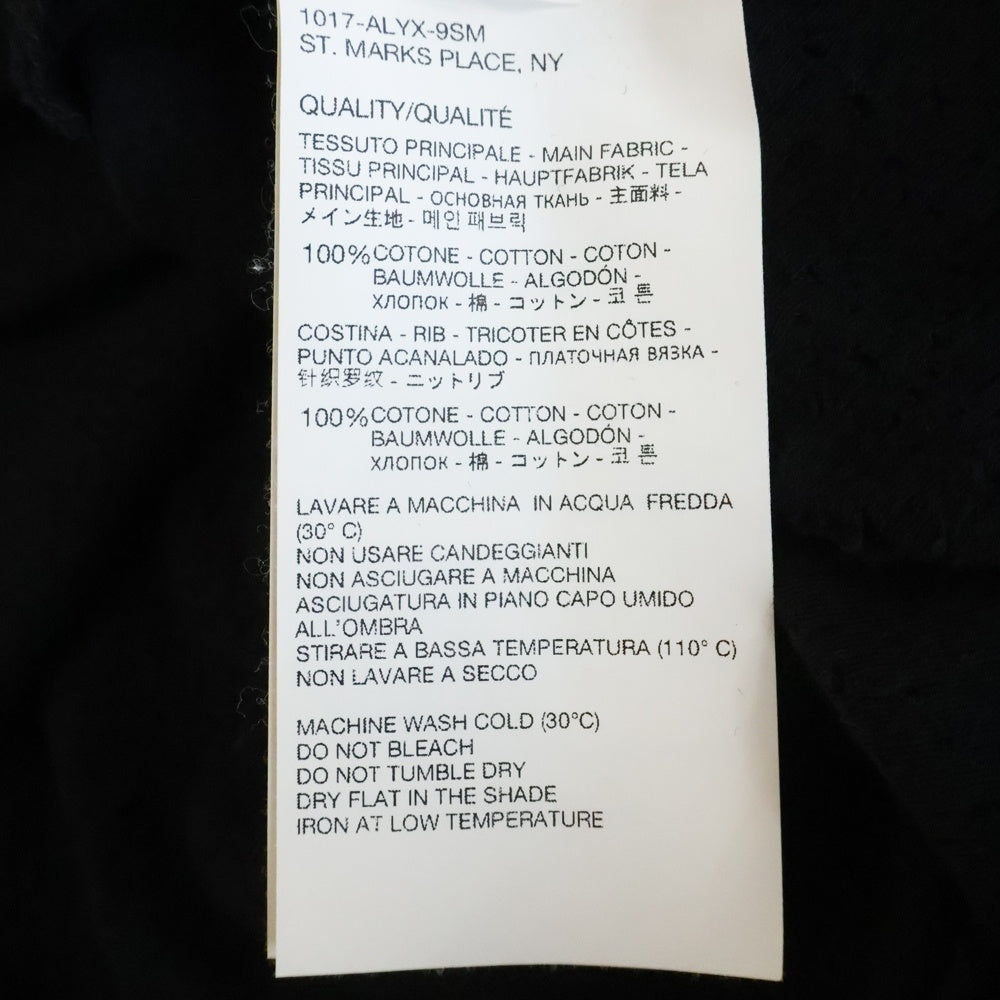 1017-ALYX-9SM
ST. MARKS PLACE, NY
QUALITY/QUALITÉ
TESSUTO PRINCIPALE - MAIN FABRIC -
TISSU PRINCIPAL - HAUPTFABRIK - TELA
PRINCIPAL - ОСНОВНАЯ ТКАНЬ - 主面料 -
メイン生地 - 메인 패브릭
100% COTONE - COTTON - COTON -
BAUMWOLLE - ALGODÓN -
ХЛОПОК - 棉 - コットン - 코튼
COSTINA - RIB - TRICOTER EN CÔTES -
PUNTO ACANALADO - ПЛАТОЧНАЯ ВЯЗКА -
针织罗纹 - ニットリブ
100% COTONE - COTTON - COTON -
BAUMWOLLE - ALGODÓN -
ХЛОПОК - 棉 - コットン - 코튼
LAVARE A MACCHINA IN ACQUA FREDDA
(30° C)
NON USARE CANDEGGIANTI
NON ASCIUGARE A MACCHINA
ASCIUGATURA IN PIANO CAPO UMIDO
ALL'OMBRA
STIRARE A BASSA TEMPERATURA (110° C)
NON LAVARE A SECCO
MACHINE WASH COLD (30°C)
DO NOT BLEACH
DO NOT TUMBLE DRY
DRY FLAT IN THE SHADE
IRON AT LOW TEMPERATURE